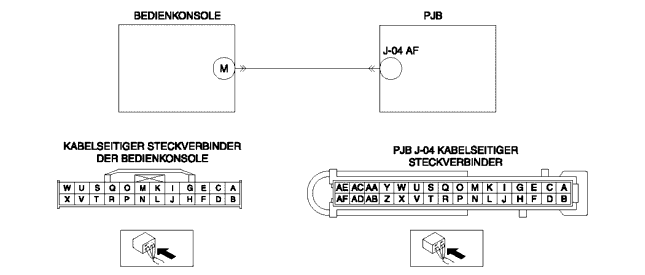 BEDIENKONSOLE
PJB
J-04 AF
M
KABELSEITIGER STECKVERBINDER
DER BEDIENKONSOLE
PJB J-04 KABELSEITIGER
STECKVERBINDER
W U S Q O M K I G E C A
X V T R P N L J H F D B
AE AC AA Y W U S Q O M K I G E C A
AF AD AB Z X V T R P N L J H F D B